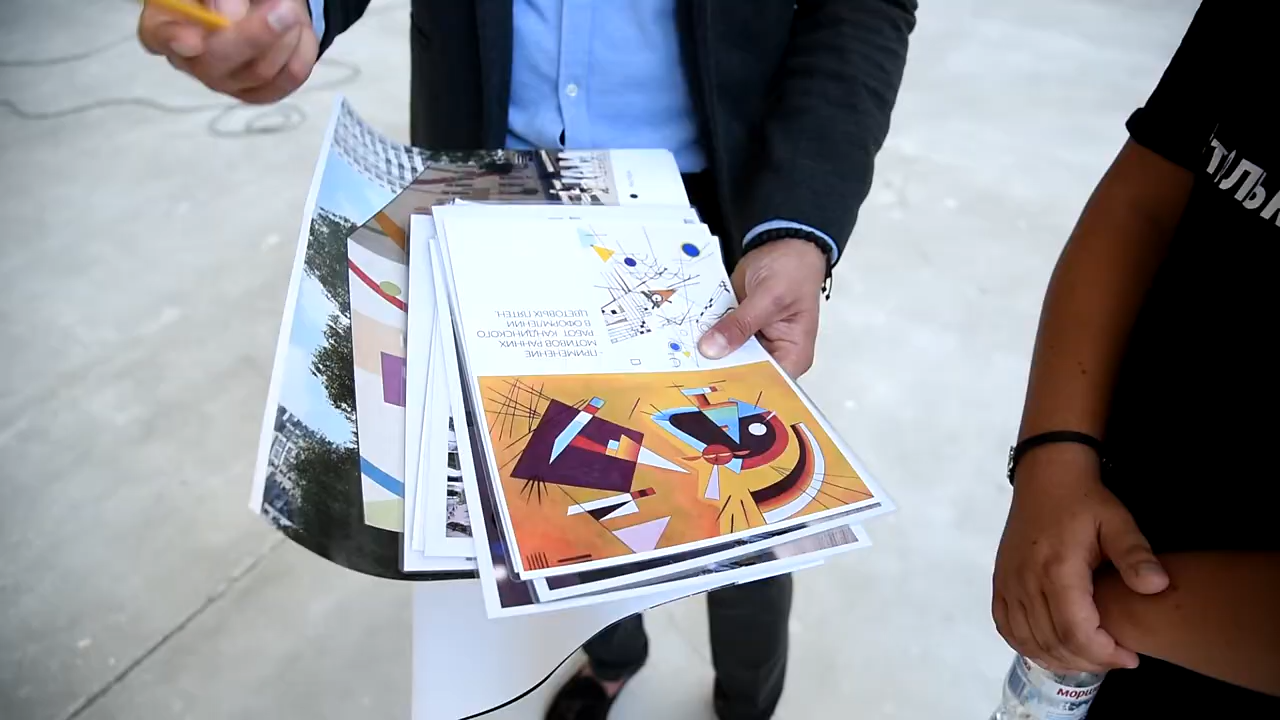 - ПРИМЕНЕНИЕ
МОТИВОВ РАННИХ
РАБОТ КАНДИНСКОГО
В ОФОРМЛЕНИИ
ЦВЕТОВЫХ ПЯТЕН.